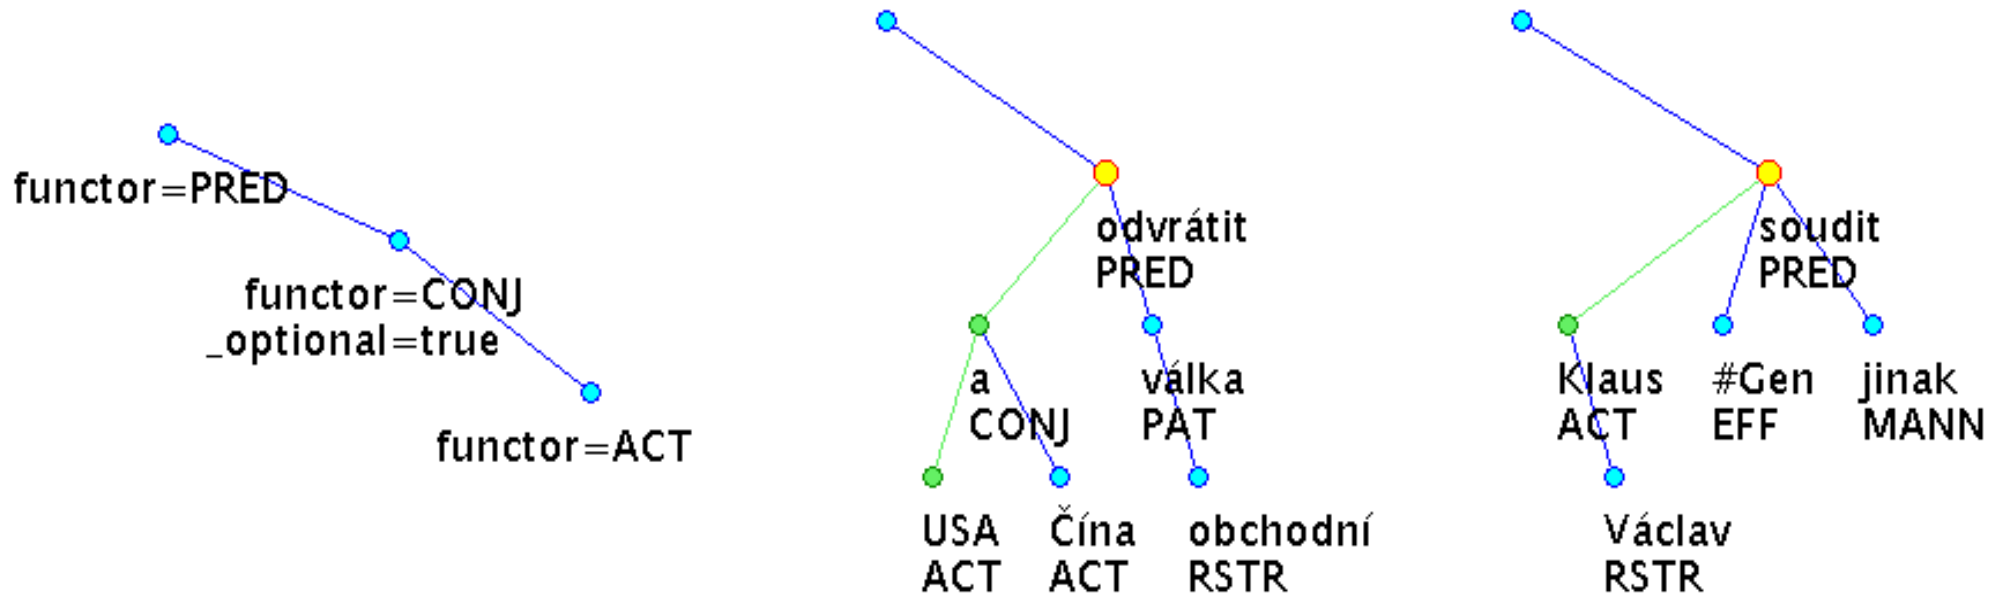 functor=PRED
functor=CONJ
_optional=true
functor=ACT
odvrátit
PRED
a
CONJ
válka
PAT
USA
ACT
Čína
ACT
obchodní
RSTR
soudit
PRED
Klaus
ACT
#Gen
EFF
jinak
MANN
Václav
RSTR